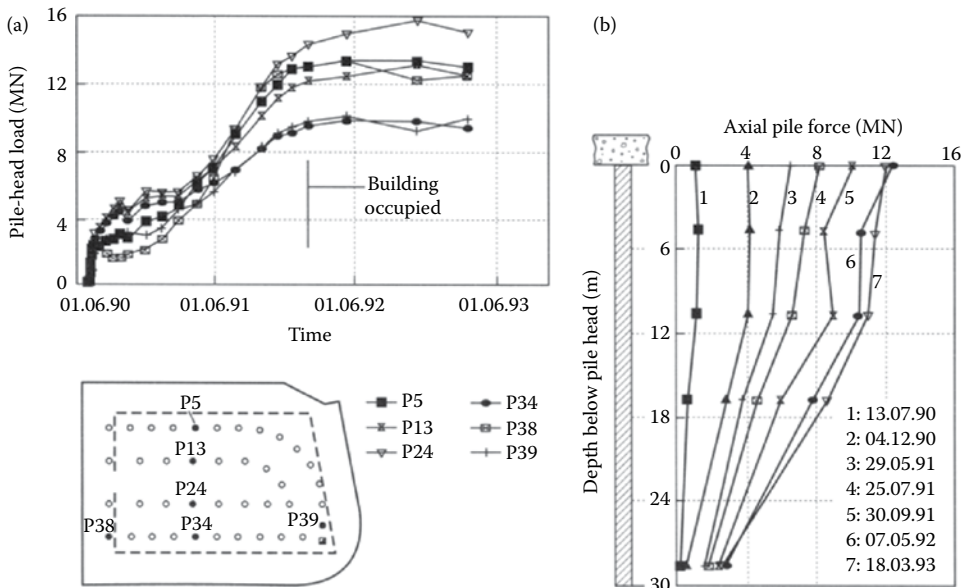 (a)
16
12
8
4
0
Pile-head load (MN)
Building
occupied
01.06.90
01.06.91
01.06.92
01.06.93
Time
P5
P13
P24
P34
P38
P39
P5
P13
P24
P34
P38
P39
(b)
Axial pile force (MN)
0
4
8
12
16
0
6
12
18
24
30
Depth below pile head (m)
1
2
3
4
5
6
7
1: 13.07.90
2: 04.12.90
3: 29.05.91
4: 25.07.91
5: 30.09.91
6: 07.05.92
7: 18.03.93